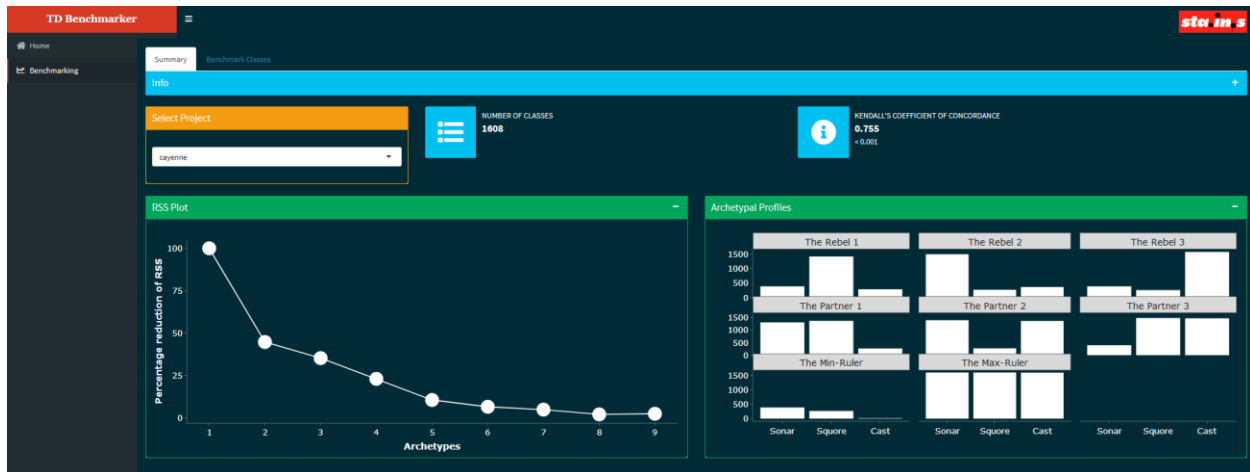 TD Benchmarker
sta.in.s
Home
Benchmarking
Summary Benchmark Classes
Info +
Select Project
cayenne
NUMBER OF CLASSES
1608
KENDALL'S COEFFICIENT OF CONCORDANCE
0.755
< 0.001
RSS Plot −
Percentage reduction of RSS
100
75
50
25
0
1 2 3 4 5 6 7 8 9
Archetypes
Archetypal Profiles −
The Rebel 1 The Rebel 2 The Rebel 3
1500
1000
500
0
The Partner 1 The Partner 2 The Partner 3
1500
1000
500
0
The Min-Ruler The Max-Ruler
1500
1000
500
0
Sonar Squore Cast Sonar Squore Cast Sonar Squore Cast